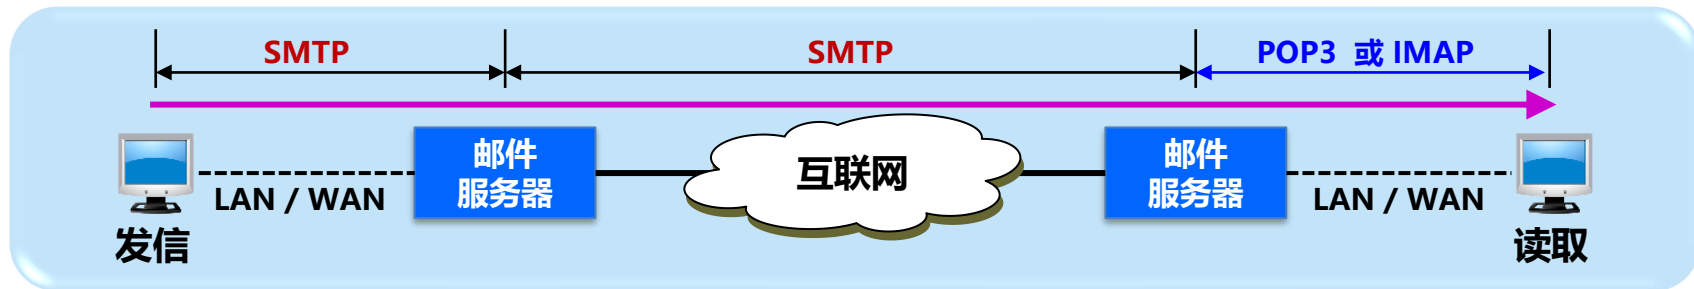 SMTP
SMTP
POP3 或 IMAP
邮件
服务器
互联网
邮件
服务器
LAN / WAN
LAN / WAN
发信
读取